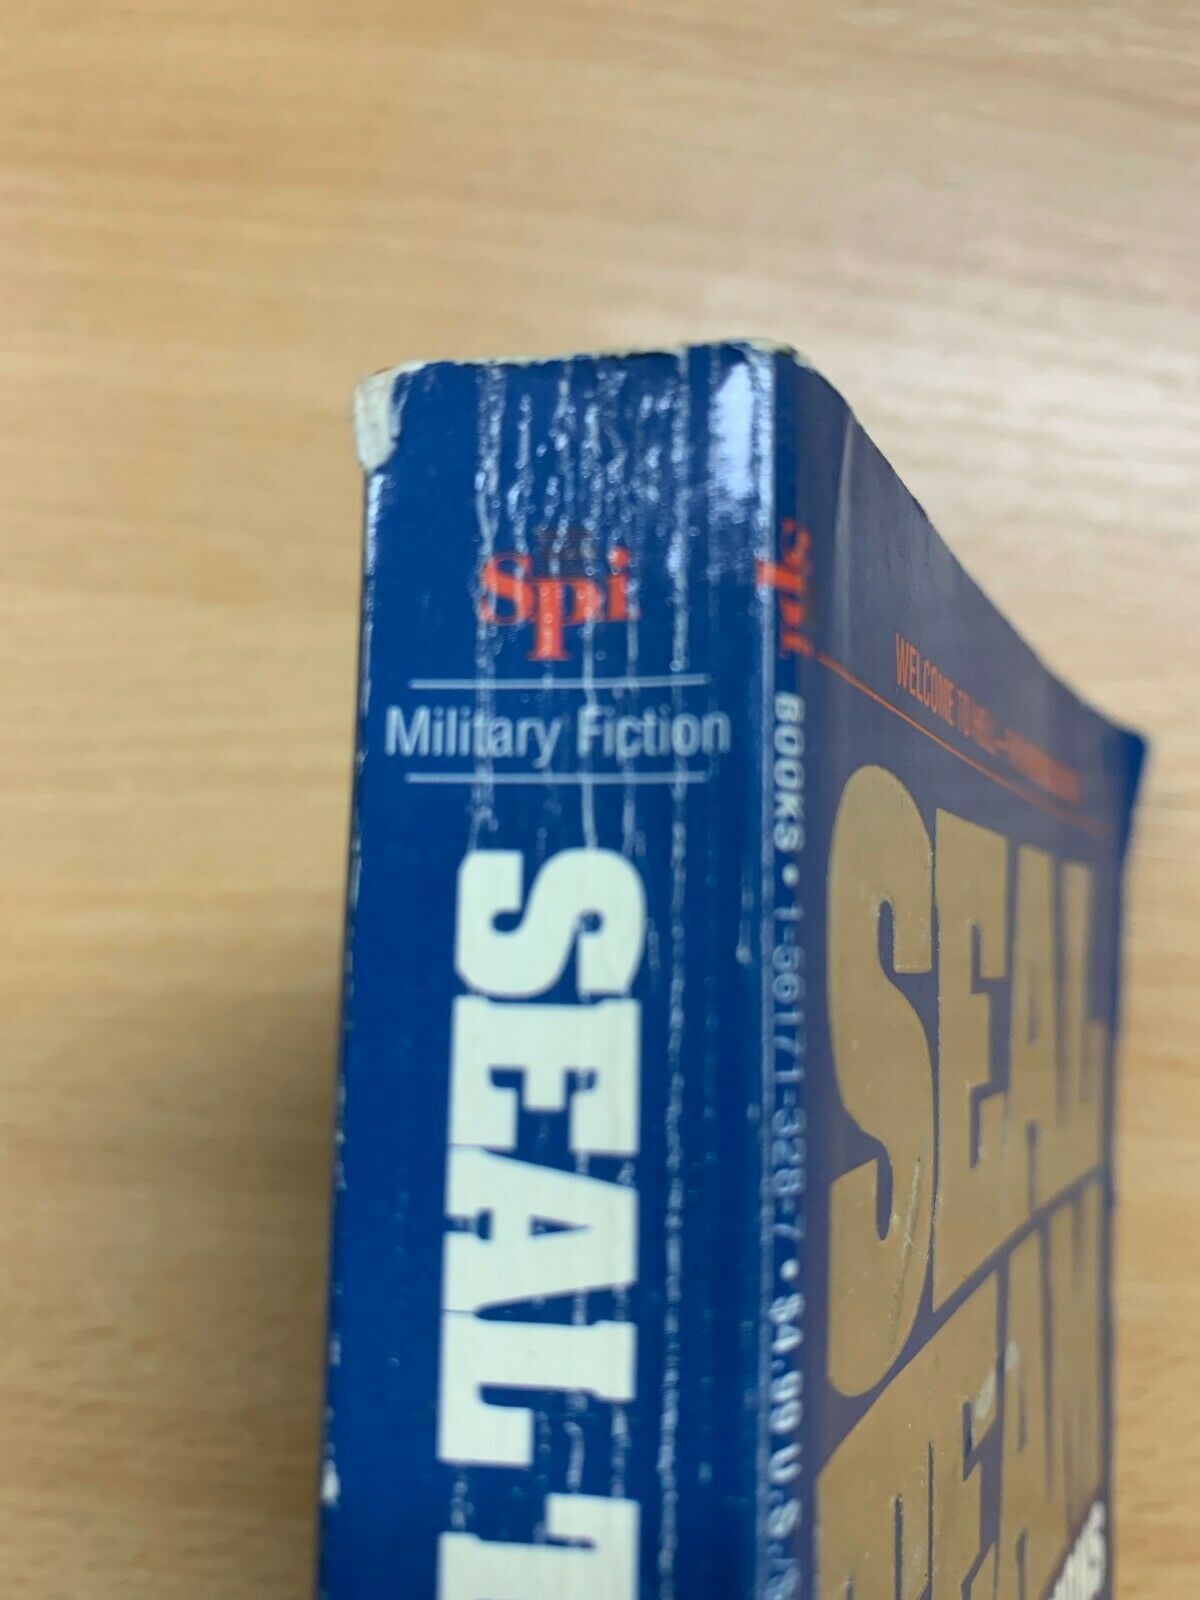 Spi
Military Fiction
SEAL T
Spi
BOOKS • 1-56171-328-7 • $4.99 U.S./$
WELCOME TO HELL—
SEAL
TEAM